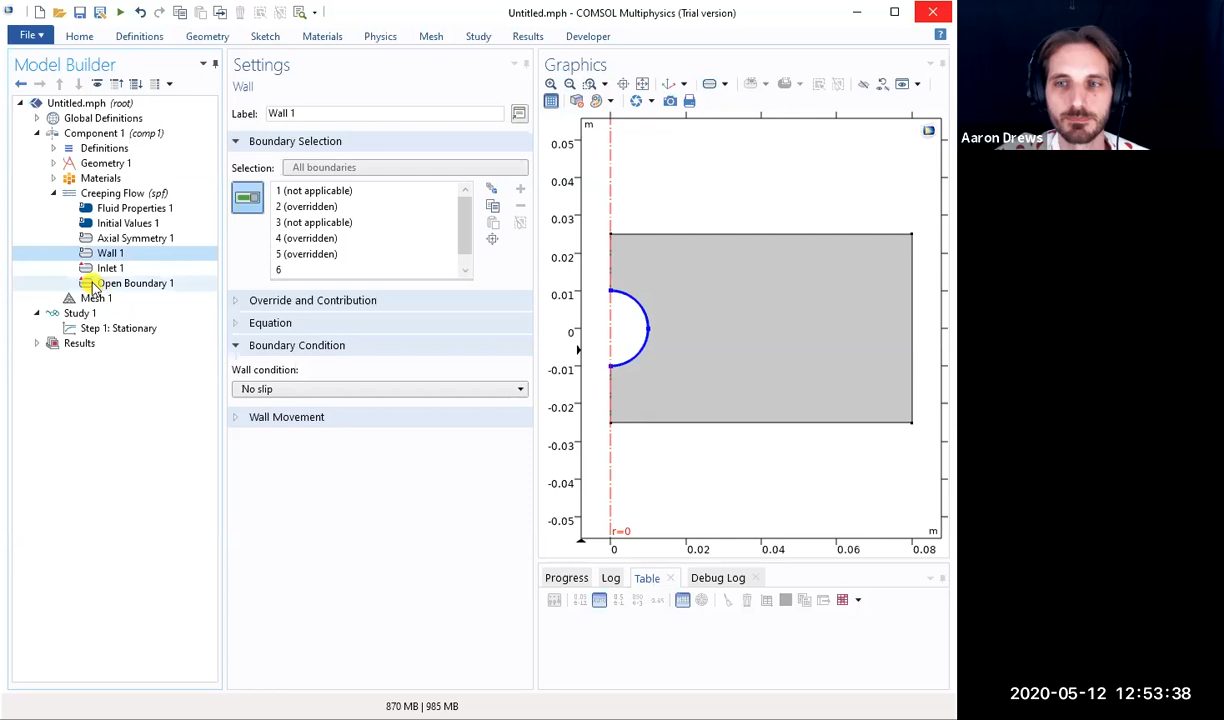 Untitled.mph - COMSOL Multiphysics (Trial version)
File
Home
Definitions
Geometry
Sketch
Materials
Physics
Mesh
Study
Results
Developer
Model Builder
Untitled.mph (root)
Global Definitions
Component 1 (comp1)
Definitions
Geometry 1
Materials
Creeping Flow (spf)
Fluid Properties 1
Initial Values 1
Axial Symmetry 1
Wall 1
Inlet 1
Open Boundary 1
Mesh 1
Study 1
Step 1: Stationary
Results
Settings
Wall
Label: Wall 1
Boundary Selection
Selection: All boundaries
1 (not applicable)
2 (overridden)
3 (not applicable)
4 (overridden)
5 (overridden)
6
Override and Contribution
Equation
Boundary Condition
Wall condition:
No slip
Wall Movement
Graphics
m
0.05
0.04
0.03
0.02
0.01
0
-0.01
-0.02
-0.03
-0.04
-0.05
r=0
m
0 0.02 0.04 0.06 0.08
Progress Log Table Debug Log
870 MB | 985 MB
Aaron Drews
2020-05-12 12:53:38